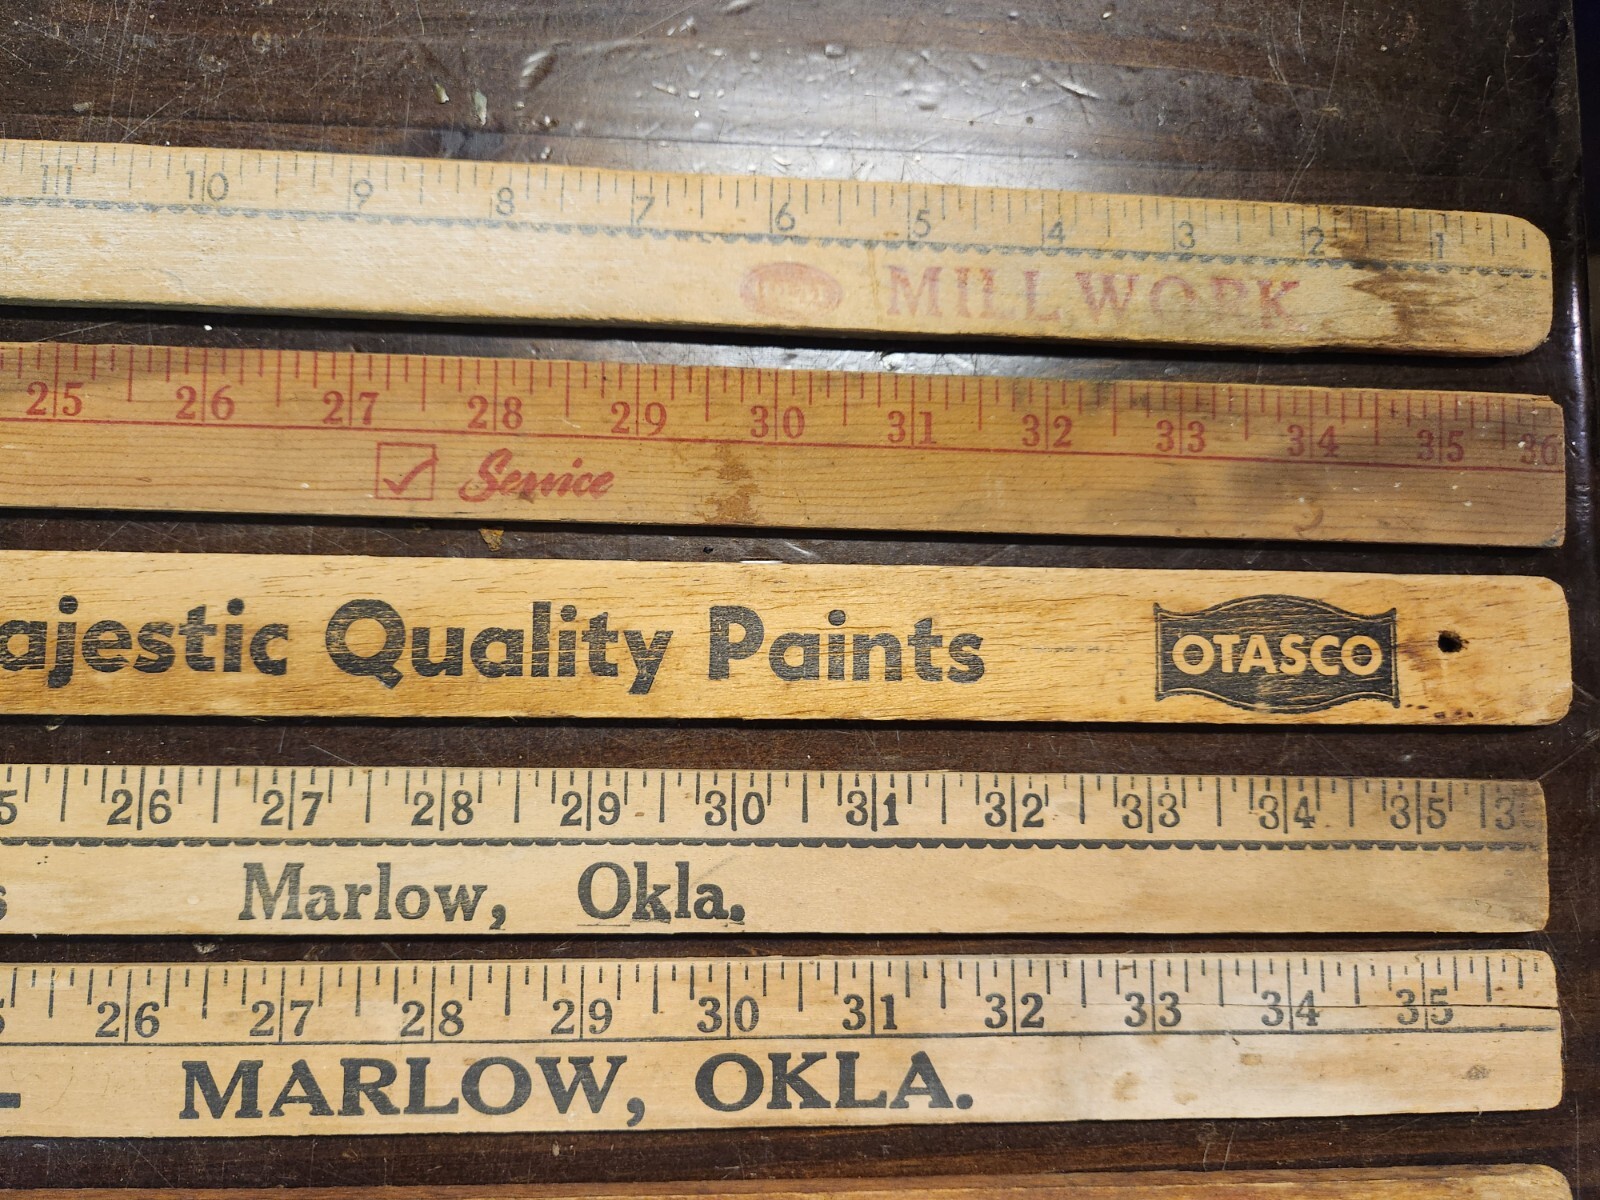 11 10 9 8 7 6 5 4 3 2 1
MILLWORK
25 26 27 28 29 30 31 32 33 34 35 36
Service
ajestic Quality Paints OTASCO
5 26 27 28 29 30 31 32 33 34 35 3
s Marlow, Okla.
26 27 28 29 30 31 32 33 34 35
- MARLOW, OKLA.